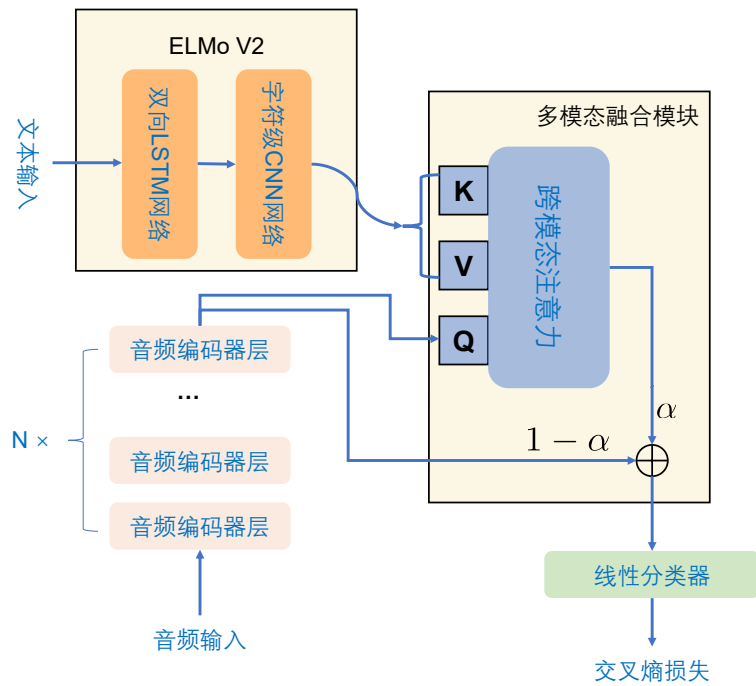 ELMo V2
文本输入
双向LSTM网络
字符级CNN网络
多模态融合模块
K
V
Q
跨模态注意力
音频编码器层
...
N ×
音频编码器层
音频编码器层
音频输入
α
1 − α
线性分类器
交叉熵损失